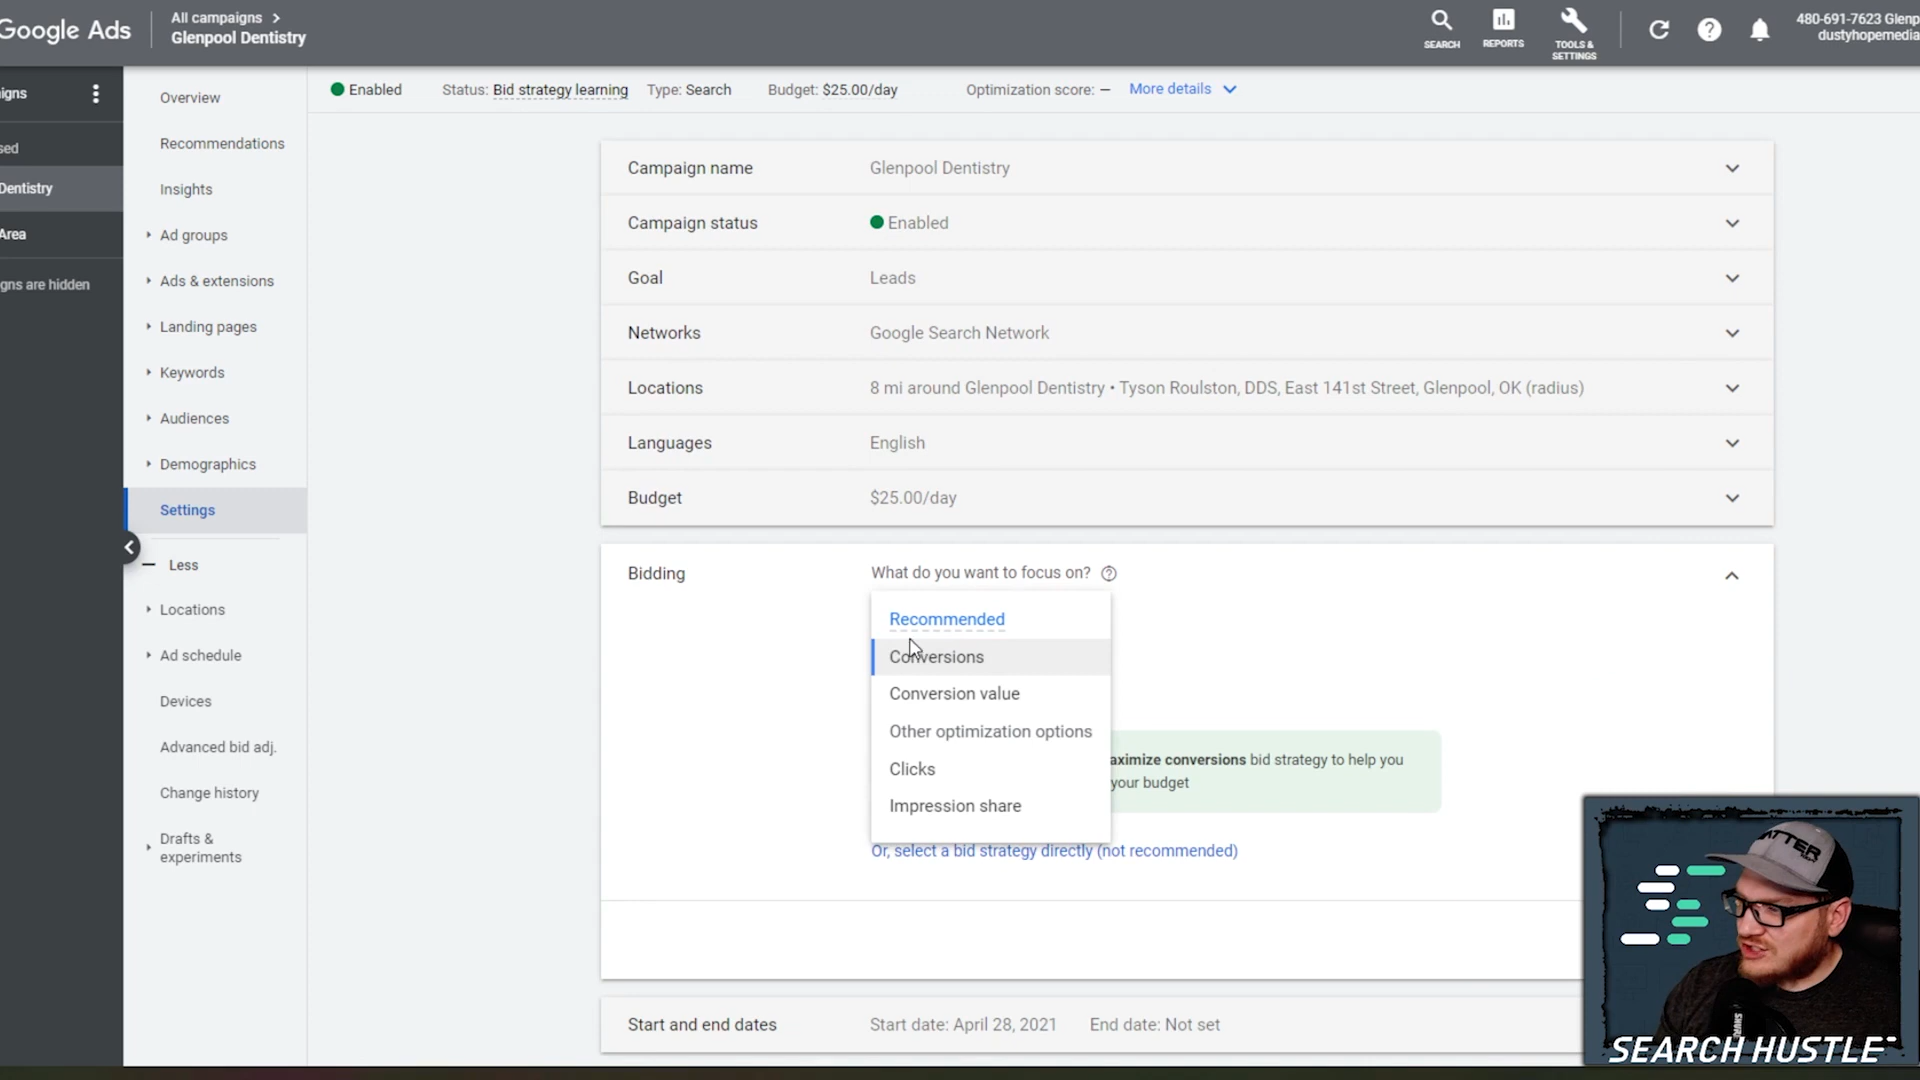 Google Ads
All campaigns
Glenpool Dentistry
SEARCH
REPORTS
TOOLS &
SETTINGS
480-691-7623 Glenp
dustyhopemedia
igns
sed
Dentistry
Area
gns are hidden
Overview
Recommendations
Insights
Ad groups
Ads & extensions
Landing pages
Keywords
Audiences
Demographics
Settings
Less
Locations
Ad schedule
Devices
Advanced bid adj.
Change history
Drafts &
experiments
Enabled Status: Bid strategy learning Type: Search Budget: $25.00/day Optimization score: — More details
Campaign name Glenpool Dentistry
Campaign status Enabled
Goal Leads
Networks Google Search Network
Locations 8 mi around Glenpool Dentistry • Tyson Roulston, DDS, East 141st Street, Glenpool, OK (radius)
Languages English
Budget $25.00/day
Bidding What do you want to focus on?
Recommended
Conversions
Conversion value
Other optimization options
Clicks
Impression share
aximize conversions bid strategy to help you
your budget
Or, select a bid strategy directly (not recommended)
Start and end dates Start date: April 28, 2021 End date: Not set
ATTER
SEARCH HUSTLE